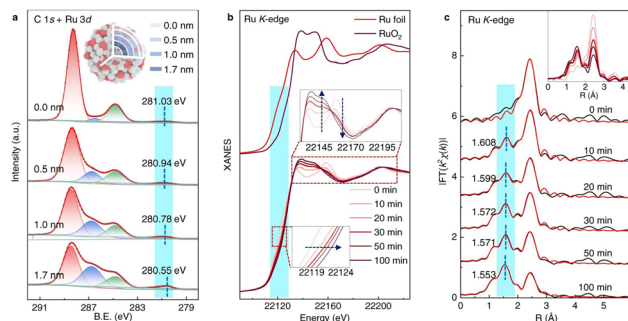 a
C 1s + Ru 3d
0.0 nm
0.5 nm
1.0 nm
1.7 nm
0.0 nm
281.03 eV
0.5 nm
280.94 eV
1.0 nm
280.78 eV
1.7 nm
280.55 eV
Intensity (a.u.)
291
287
283
279
B.E. (eV)
b
Ru K-edge
Ru foil
RuO2
XANES
22145
22170
22195
0 min
10 min
20 min
30 min
50 min
100 min
22119
22124
22120
22160
22200
Energy (eV)
c
Ru K-edge
|FT(k²χ(k))|
8
6
4
2
0
0
1
2
3
4
R (Å)
0 min
1.608
10 min
1.599
20 min
1.572
30 min
1.571
50 min
1.553
100 min
0
1
2
3
4
5
R (Å)